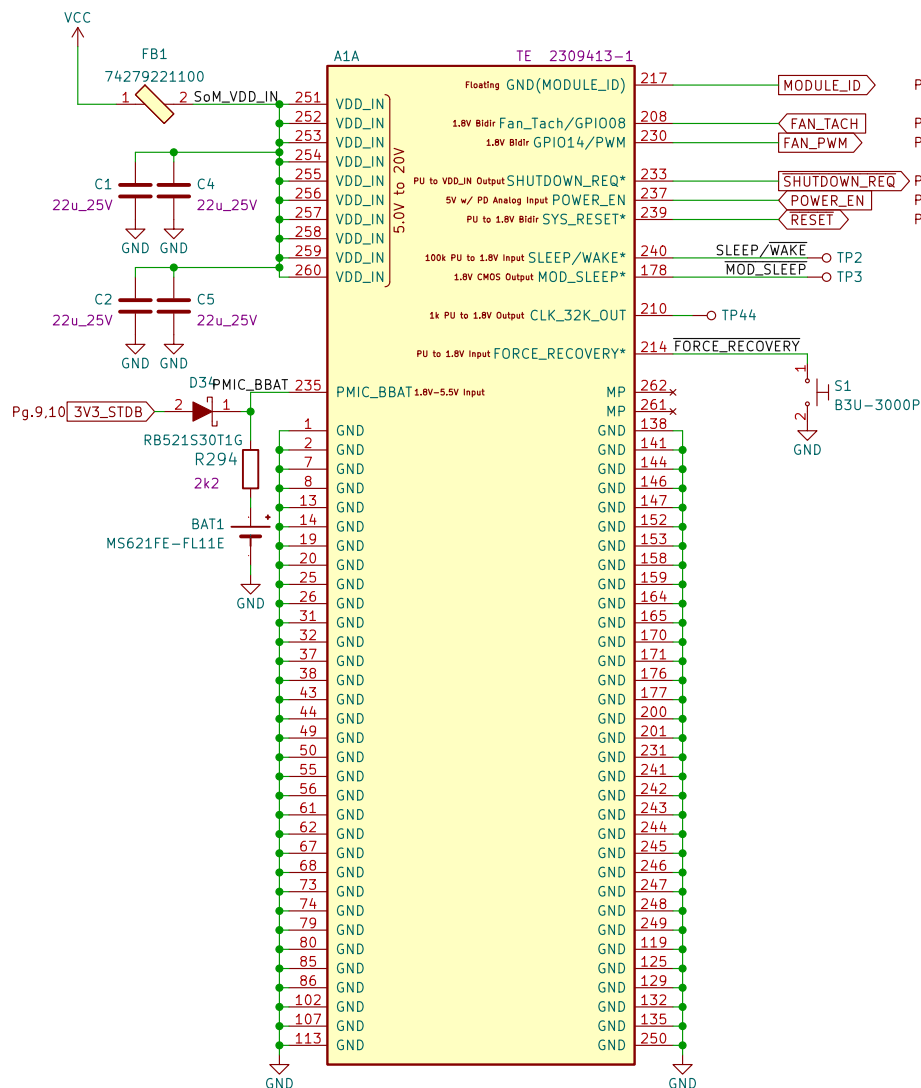 VCC
FB1
74279221100
1 2 SoM_VDD_IN
A1A TE 2309413-1
251 VDD_IN
252 VDD_IN
253 VDD_IN
254 VDD_IN
255 VDD_IN
256 VDD_IN
257 VDD_IN
258 VDD_IN
259 VDD_IN
260 VDD_IN
5.0V to 20V
C1 22u_25V GND
C4 22u_25V GND
C2 22u_25V GND
C5 22u_25V GND
Floating GND(MODULE_ID) 217 MODULE_ID P
1.8V Bidir Fan_Tach/GPIO08 208 FAN_TACH P
1.8V Bidir GPIO14/PWM 230 FAN_PWM P
PU to VDD_IN Output SHUTDOWN_REQ* 233 SHUTDOWN_REQ P
5V w/ PD Analog Input POWER_EN 237 POWER_EN P
PU to 1.8V Bidir SYS_RESET* 239 RESET P
100k PU to 1.8V Input SLEEP/WAKE* 240 SLEEP/WAKE TP2
1.8V CMOS Output MOD_SLEEP* 178 MOD_SLEEP TP3
1k PU to 1.8V Output CLK_32K_OUT 210 TP44
PU to 1.8V Input FORCE_RECOVERY* 214 FORCE_RECOVERY
1 2 S1
B3U-3000P
GND
D34 PMIC_BBAT 235 PMIC_BBAT 1.8V-5.5V Input
Pg.9,10 3V3_STDB 2 1
RB521S30T1G
R294
2k2
BAT1 +
MS621FE-FL11E
GND
MP 262
MP 261
1 GND GND 138
2 GND GND 141
7 GND GND 144
8 GND GND 146
13 GND GND 147
14 GND GND 152
19 GND GND 153
20 GND GND 158
25 GND GND 159
26 GND GND 164
31 GND GND 165
32 GND GND 170
37 GND GND 171
38 GND GND 176
43 GND GND 177
44 GND GND 200
49 GND GND 201
50 GND GND 231
55 GND GND 241
56 GND GND 242
61 GND GND 243
62 GND GND 244
67 GND GND 245
68 GND GND 246
73 GND GND 247
74 GND GND 248
79 GND GND 249
80 GND GND 119
85 GND GND 125
86 GND GND 129
102 GND GND 132
107 GND GND 135
113 GND GND 250
GND GND